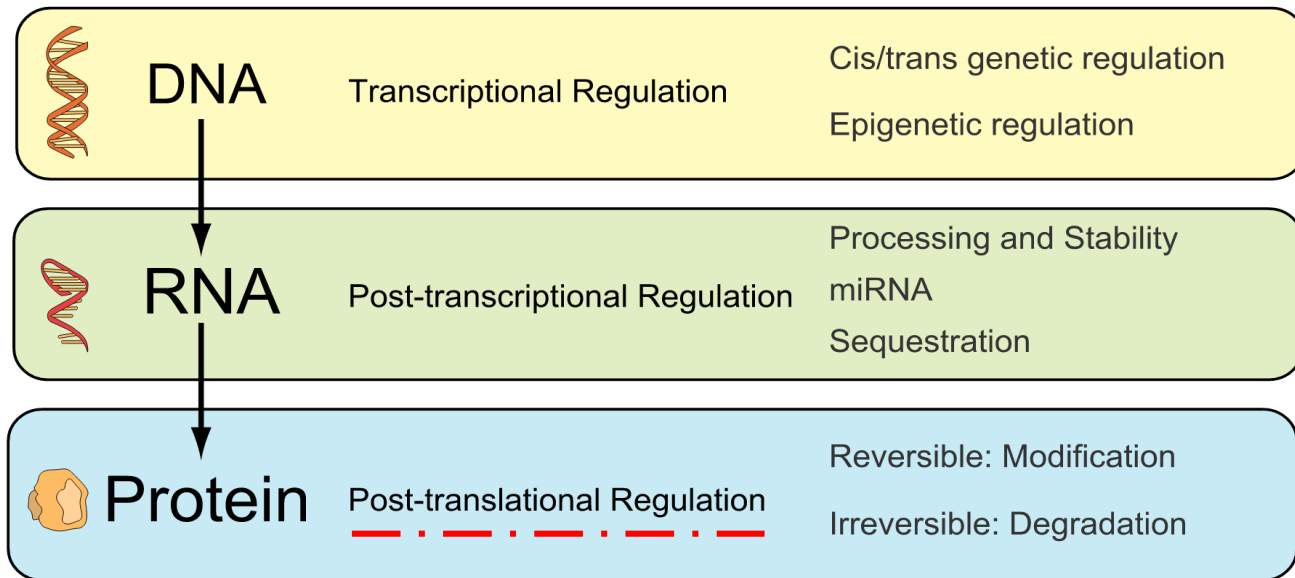 DNA
Transcriptional Regulation
Cis/trans genetic regulation
Epigenetic regulation
RNA
Post-transcriptional Regulation
Processing and Stability
miRNA
Sequestration
Protein
Post-translational Regulation
Reversible: Modification
Irreversible: Degradation